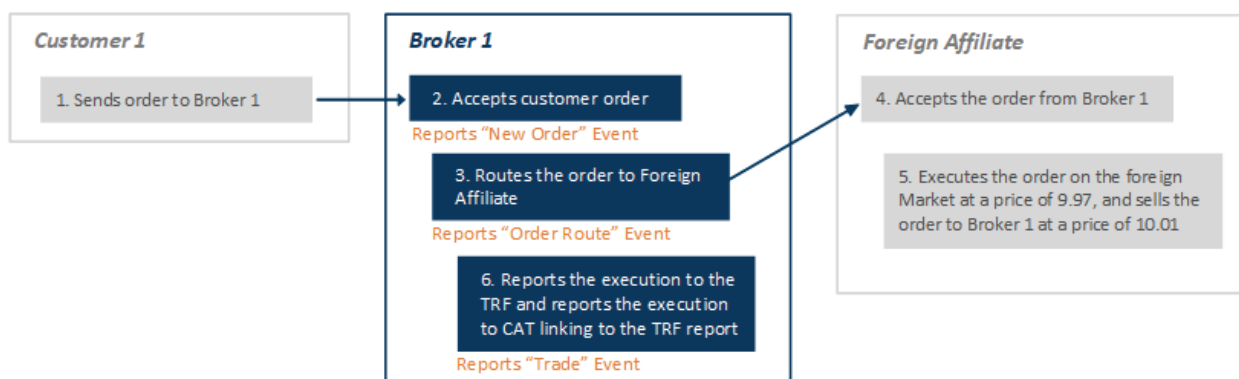 Customer 1
1. Sends order to Broker 1
Broker 1
2. Accepts customer order
Reports “New Order” Event
3. Routes the order to Foreign
Affiliate
Reports “Order Route” Event
6. Reports the execution to the
TRF and reports the execution
to CAT linking to the TRF report
Reports “Trade” Event
Foreign Affiliate
4. Accepts the order from Broker 1
5. Executes the order on the foreign
Market at a price of 9.97, and sells the
order to Broker 1 at a price of 10.01